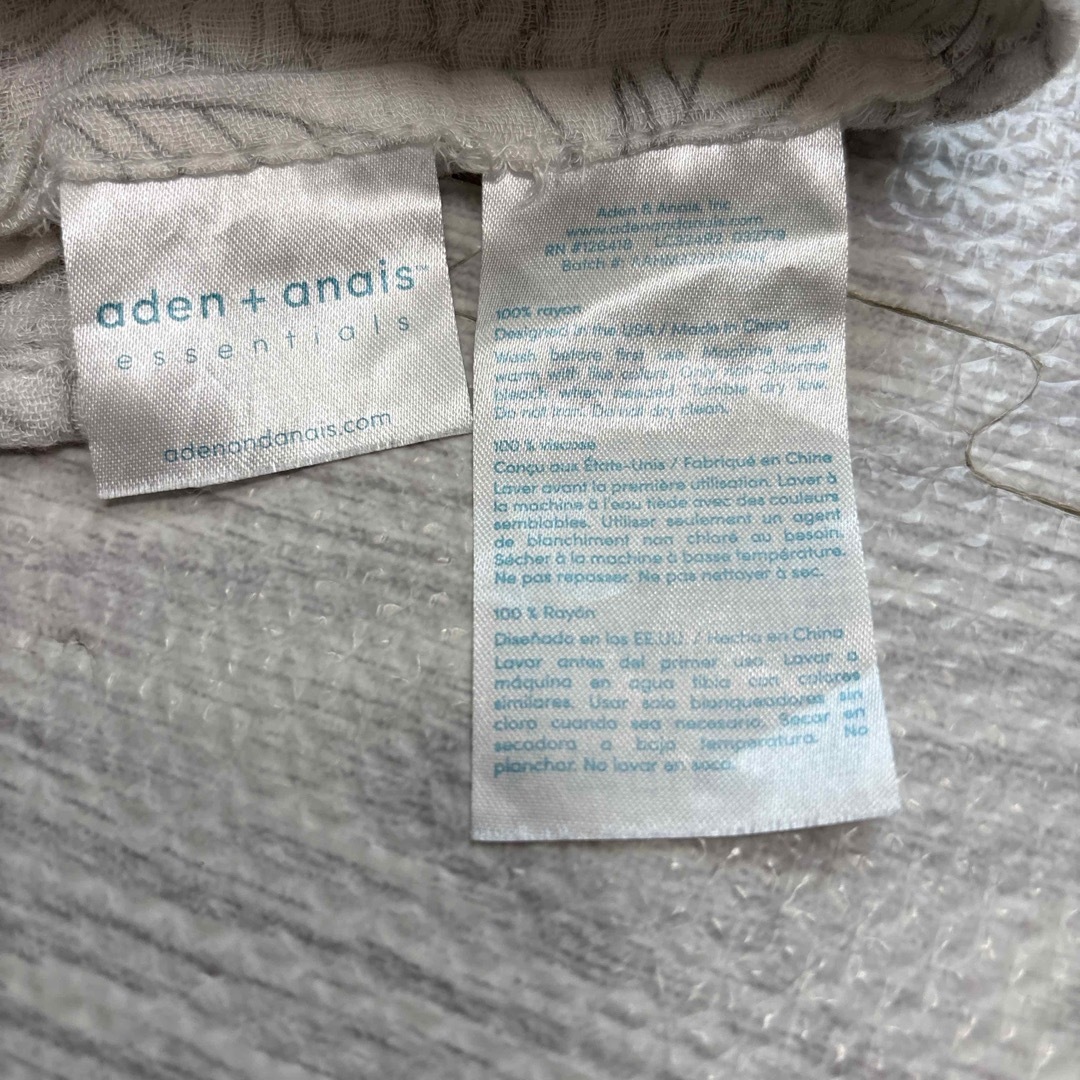 aden + anais™
essentials
adenandanais.com
Aden & Anais, Inc
www.adenandanais.com
RN #126418 LC324R2
Batch #:
100% rayon
Designed in the USA / Made in China
Wash before first use. Machine wash
warm with like colors. Only non-chlorine
bleach when needed. Tumble dry low.
Do not iron. Do not dry clean.
100 % viscose
Conçu aux États-Unis / Fabriqué en Chine
Laver avant la première utilisation. Laver à
la machine à l'eau tiède avec des couleurs
semblables. Utiliser seulement un agent
de blanchiment non chloré au besoin.
Sécher à la machine à basse température.
Ne pas repasser. Ne pas nettoyer à sec.
100 % Rayón
Diseñado en los EE.UU. / Hecho en China
Lavar antes del primer uso. Lavar a
máquina en agua tibia con colores
similares. Usar solo blanqueadores sin
cloro cuando sea necesario. Secar en
secadora a baja temperatura. No
planchar. No lavar en seco.